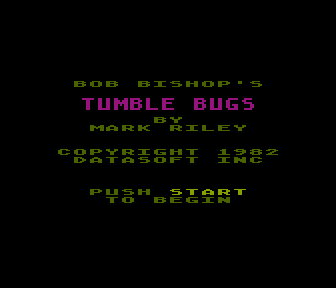 BOB BISHOP'S
TUMBLE BUGS
BY
MARK RILEY
COPYRIGHT 1982
DATASOFT INC
PUSH START
TO BEGIN